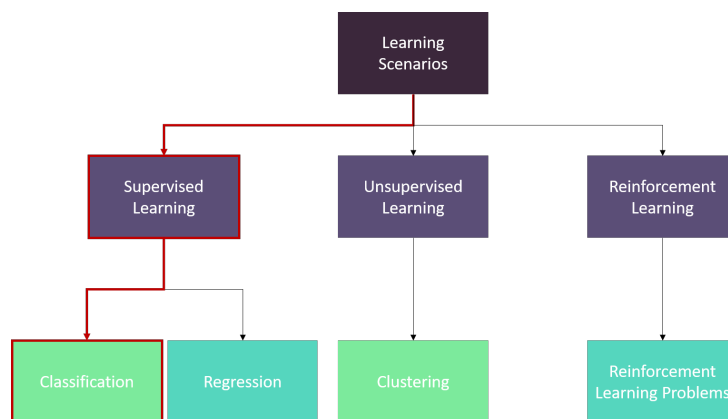 Learning
Scenarios
Supervised
Learning
Unsupervised
Learning
Reinforcement
Learning
Classification
Regression
Clustering
Reinforcement
Learning Problems